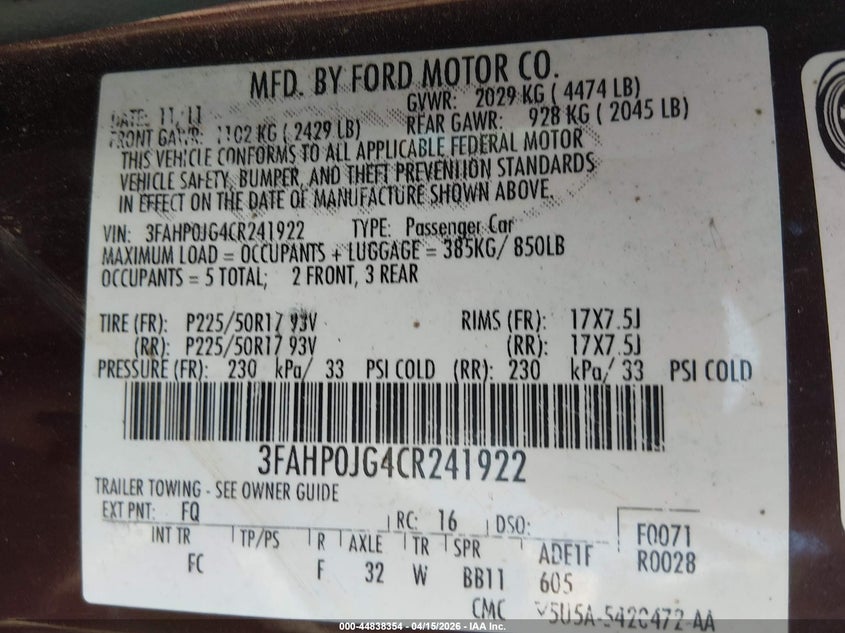 MFD. BY FORD MOTOR CO.
DATE: 11/11 GVWR: 2029 KG ( 4474 LB)
FRONT GAWR: 1102 KG ( 2429 LB) REAR GAWR: 928 KG ( 2045 LB)
THIS VEHICLE CONFORMS TO ALL APPLICABLE FEDERAL MOTOR
VEHICLE SAFETY, BUMPER, AND THEFT PREVENTION STANDARDS
IN EFFECT ON THE DATE OF MANUFACTURE SHOWN ABOVE.
VIN: 3FAHP0JG4CR241922 TYPE: Passenger Car
MAXIMUM LOAD = OCCUPANTS + LUGGAGE = 385KG/ 850LB
OCCUPANTS = 5 TOTAL; 2 FRONT, 3 REAR
TIRE (FR): P225/50R17 93V RIMS (FR): 17X7.5J
(RR): P225/50R17 93V (RR): 17X7.5J
PRESSURE (FR): 230 kPa/ 33 PSI COLD (RR): 230 kPa/ 33 PSI COLD
3FAHP0JG4CR241922
TRAILER TOWING - SEE OWNER GUIDE
EXT PNT: FQ RC: 16 DSO: F0071
INT TR TP/PS R AXLE TR SPR ADE1F R0028
FC F 32 W BB11 605
CMC 5U5A-5420472-AA
000-44838354 04/15/2026 IAA Inc.